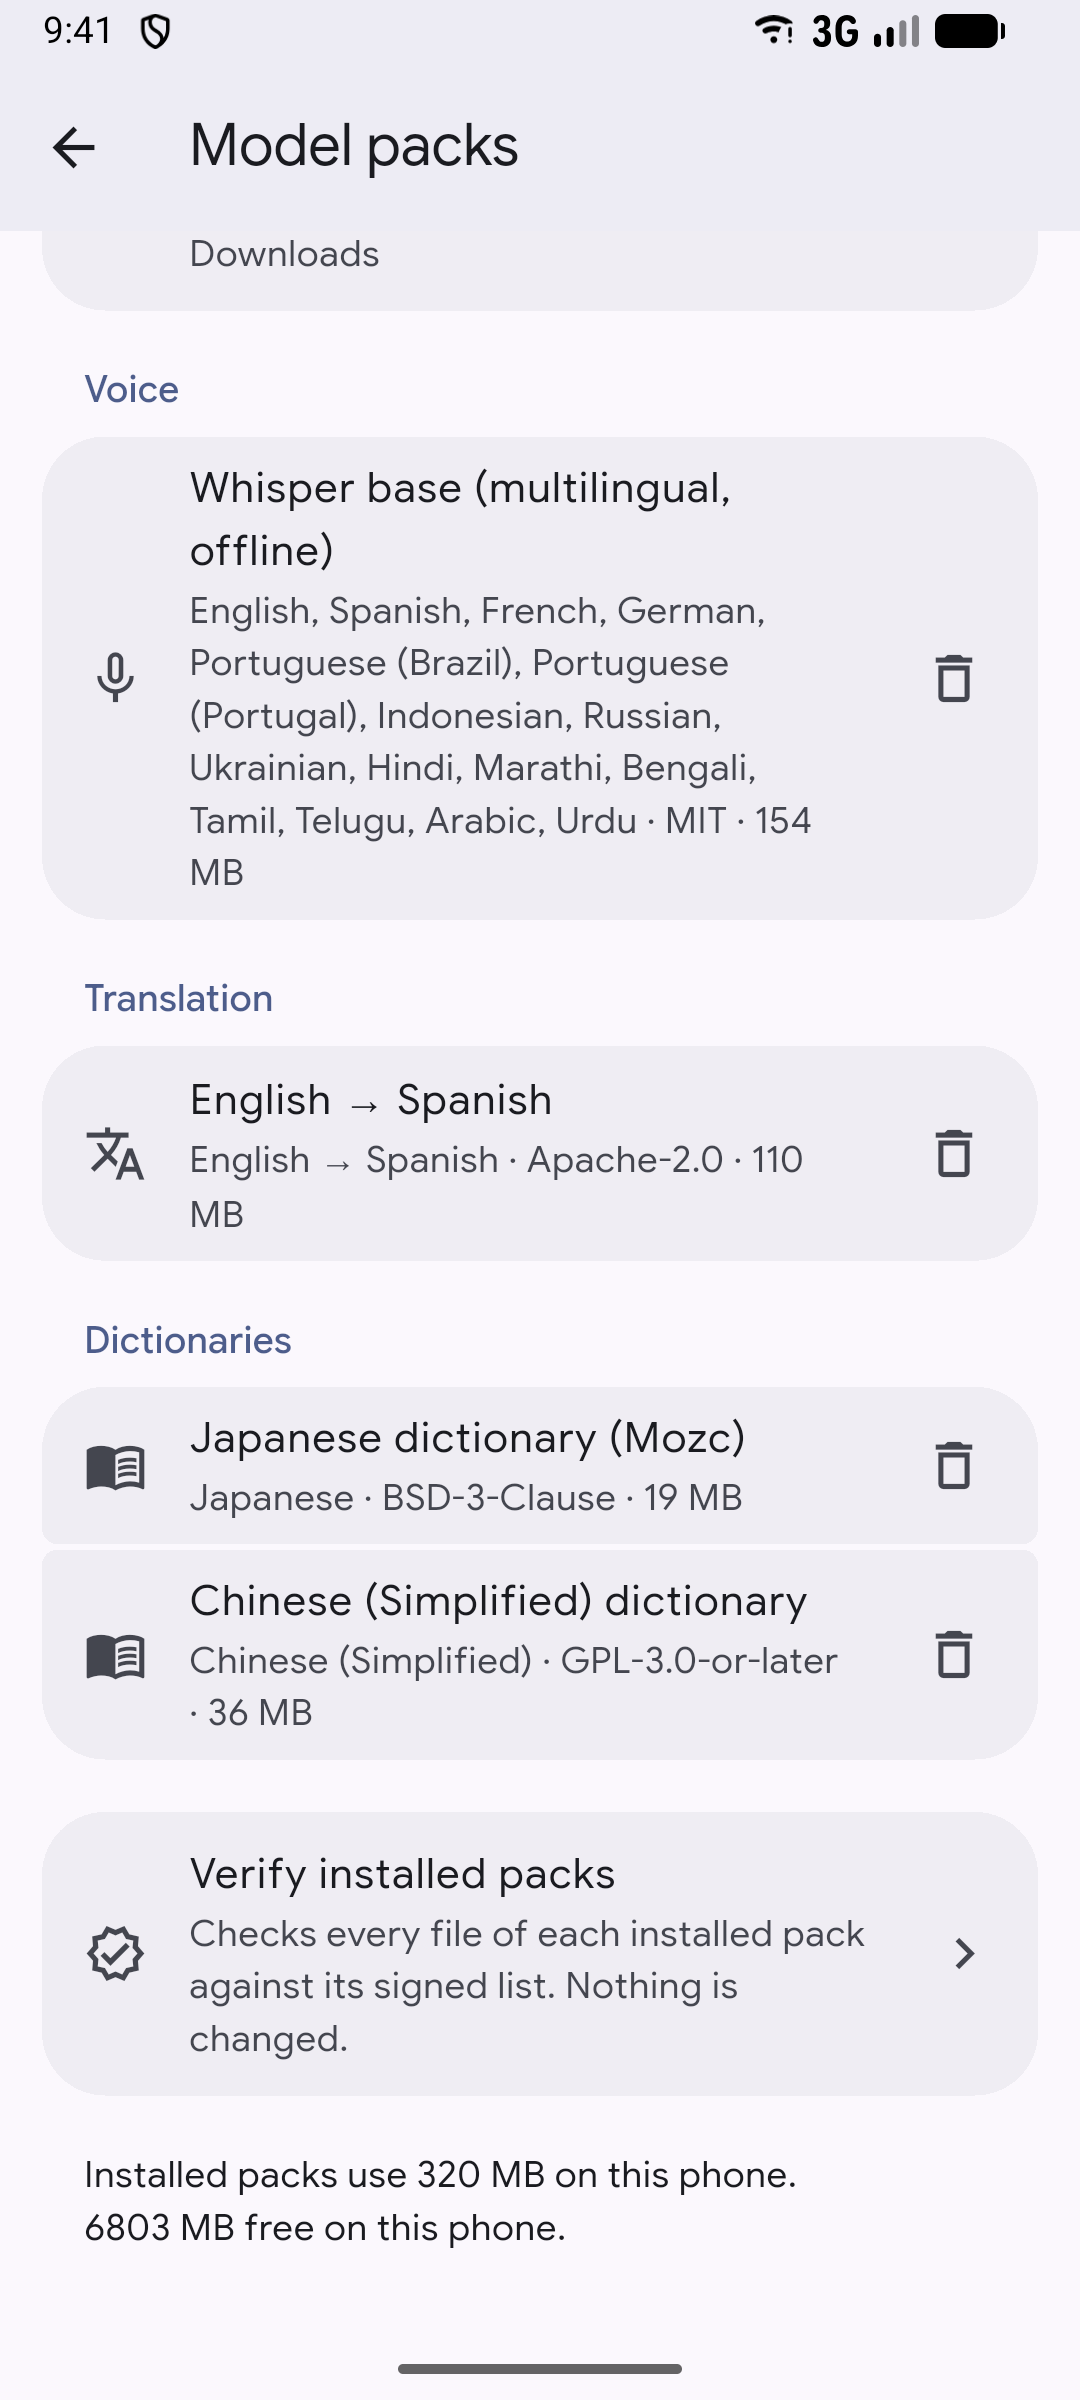 9:41
3G
Model packs
Downloads
Voice
Whisper base (multilingual,
offline)
English, Spanish, French, German,
Portuguese (Brazil), Portuguese
(Portugal), Indonesian, Russian,
Ukrainian, Hindi, Marathi, Bengali,
Tamil, Telugu, Arabic, Urdu · MIT · 154
MB
Translation
English → Spanish
English → Spanish · Apache-2.0 · 110
MB
Dictionaries
Japanese dictionary (Mozc)
Japanese · BSD-3-Clause · 19 MB
Chinese (Simplified) dictionary
Chinese (Simplified) · GPL-3.0-or-later
· 36 MB
Verify installed packs
Checks every file of each installed pack
against its signed list. Nothing is
changed.
Installed packs use 320 MB on this phone.
6803 MB free on this phone.